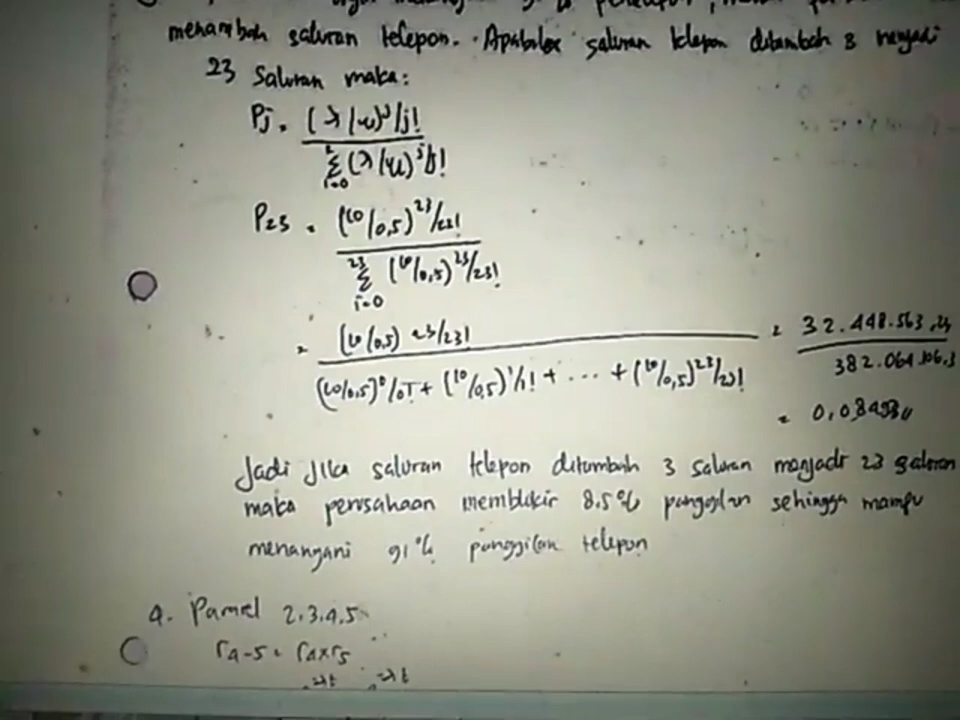 menambah saluran telepon. Apabila saluran telepon ditambah 3 menjadi
23 saluran maka:
Pj = (λ/u)^j/j!
Σ i=0 (λ/u)^j/j!
P23 = (10/0,5)^23/23!
23 Σ i=0 (10/0,5)^23/23!
= (10/0,5) 23/23! = 32.448.563,
(10/0,5)^0/0! + (10/0,5)^1/1! + ... + (10/0,5)^23/23! 382.064.106,3
= 0,0849
Jadi jika saluran telepon ditambah 3 saluran menjadi 23 saluran
maka perusahaan memblokir 8.5% panggilan sehingga mampu
menangani 91% panggilan telepon
4. Pamel 2.3.4.5
r4-5 = r4xr5